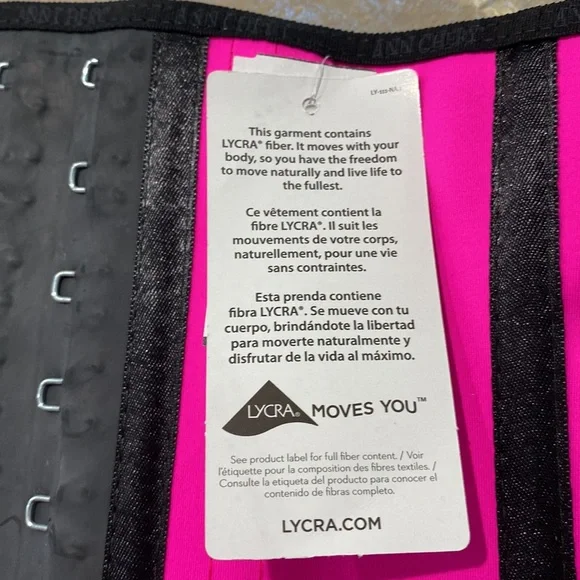 ANN CHERY
This garment contains
LYCRA® fiber. It moves with your
body, so you have the freedom
to move naturally and live life to
the fullest.
Ce vêtement contient la
fibre LYCRA®. Il suit les
mouvements de votre corps,
naturellement, pour une vie
sans contraintes.
Esta prenda contiene
fibra LYCRA®. Se mueve con tu
cuerpo, brindándote la libertad
para moverte naturalmente y
disfrutar de la vida al máximo.
LYCRA® MOVES YOU™
See product label for full fiber content. / Voir
l'étiquette pour la composition des fibres textiles. /
Consulte la etiqueta del producto para conocer el
contenido de fibras completo.
LYCRA.COM